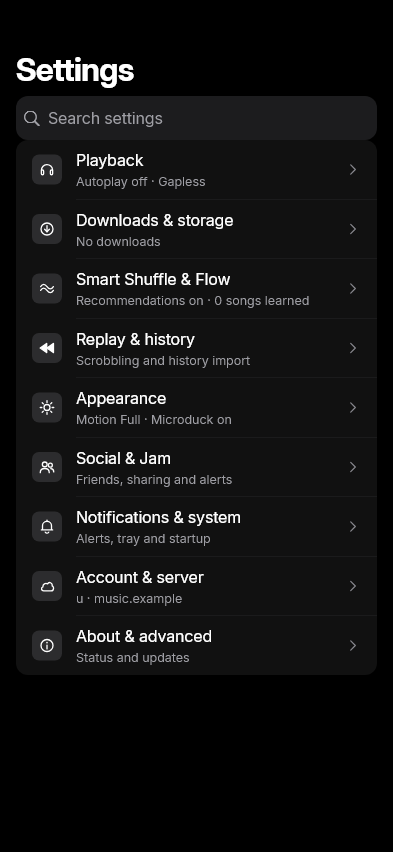 Settings
Search settings
Playback
Autoplay off · Gapless
Downloads & storage
No downloads
Smart Shuffle & Flow
Recommendations on · 0 songs learned
Replay & history
Scrobbling and history import
Appearance
Motion Full · Microduck on
Social & Jam
Friends, sharing and alerts
Notifications & system
Alerts, tray and startup
Account & server
u · music.example
About & advanced
Status and updates